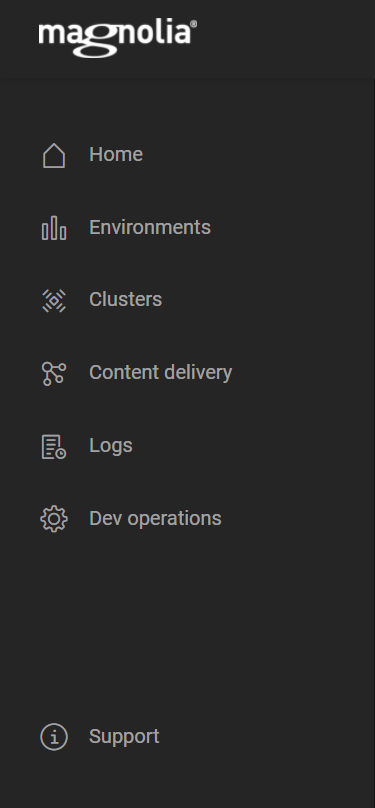 magnolia®
Home
Environments
Clusters
Content delivery
Logs
Dev operations
Support